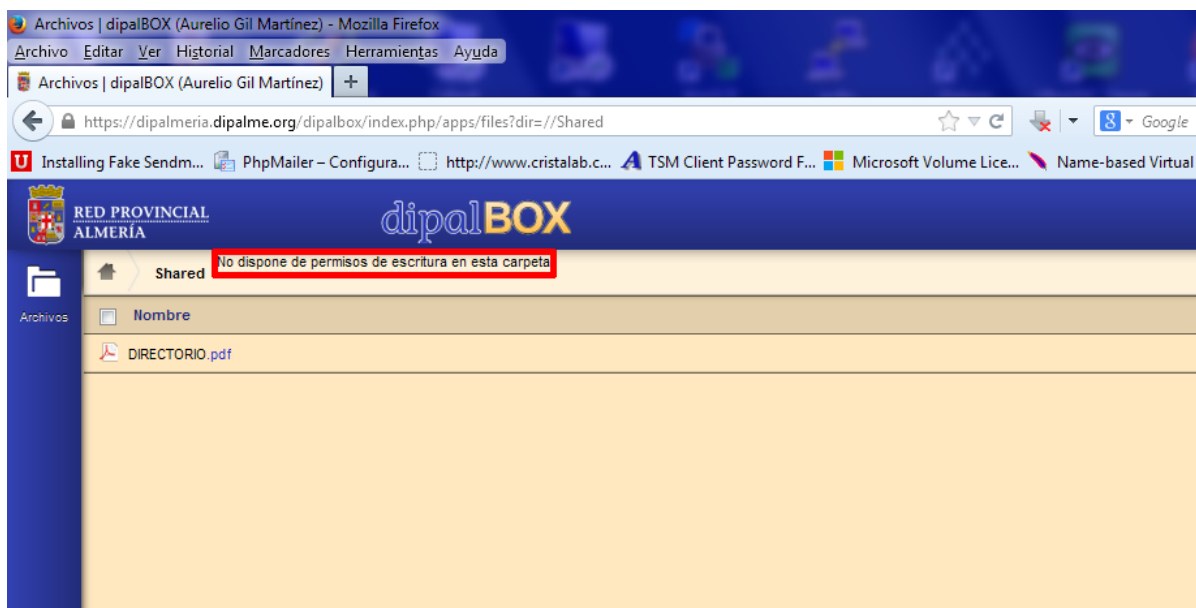 Archivos | dipalBOX (Aurelio Gil Martínez) - Mozilla Firefox
Archivo Editar Ver Historial Marcadores Herramientas Ayuda
Archivos | dipalBOX (Aurelio Gil Martínez) +
https://dipalmeria.dipalme.org/dipalbox/index.php/apps/files?dir=//Shared
8 Google
U Installing Fake Sendm... PhpMailer – Configura... http://www.cristalab.c... A TSM Client Password F... Microsoft Volume Lice... Name-based Virtual
RED PROVINCIAL
ALMERÍA
dipalBOX
Shared No dispone de permisos de escritura en esta carpeta
Archivos
Nombre
DIRECTORIO.pdf